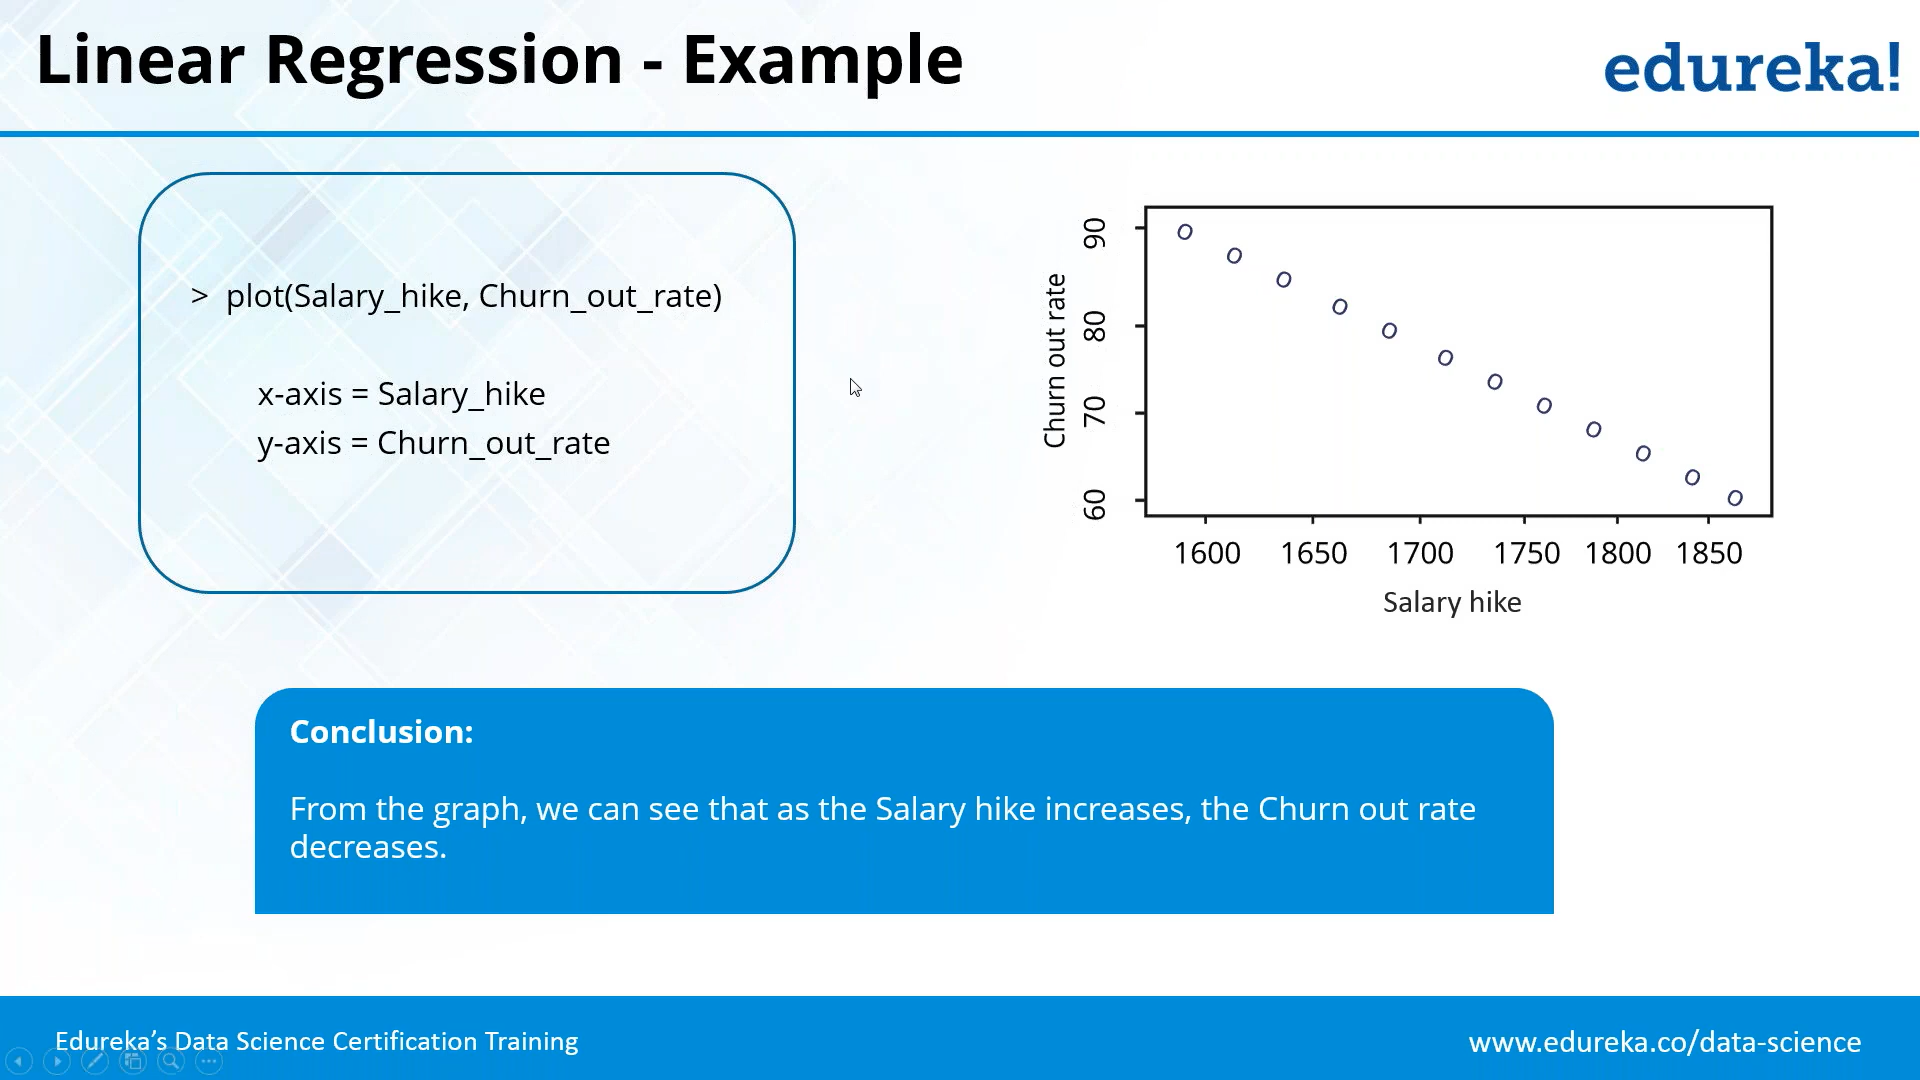 Linear Regression - Example
edureka!
> plot(Salary_hike, Churn_out_rate)
x-axis = Salary_hike
y-axis = Churn_out_rate
Churn out rate
90
80
70
60
1600 1650 1700 1750 1800 1850
Salary hike
Conclusion:
From the graph, we can see that as the Salary hike increases, the Churn out rate
decreases.
Edureka’s Data Science Certification Training
www.edureka.co/data-science